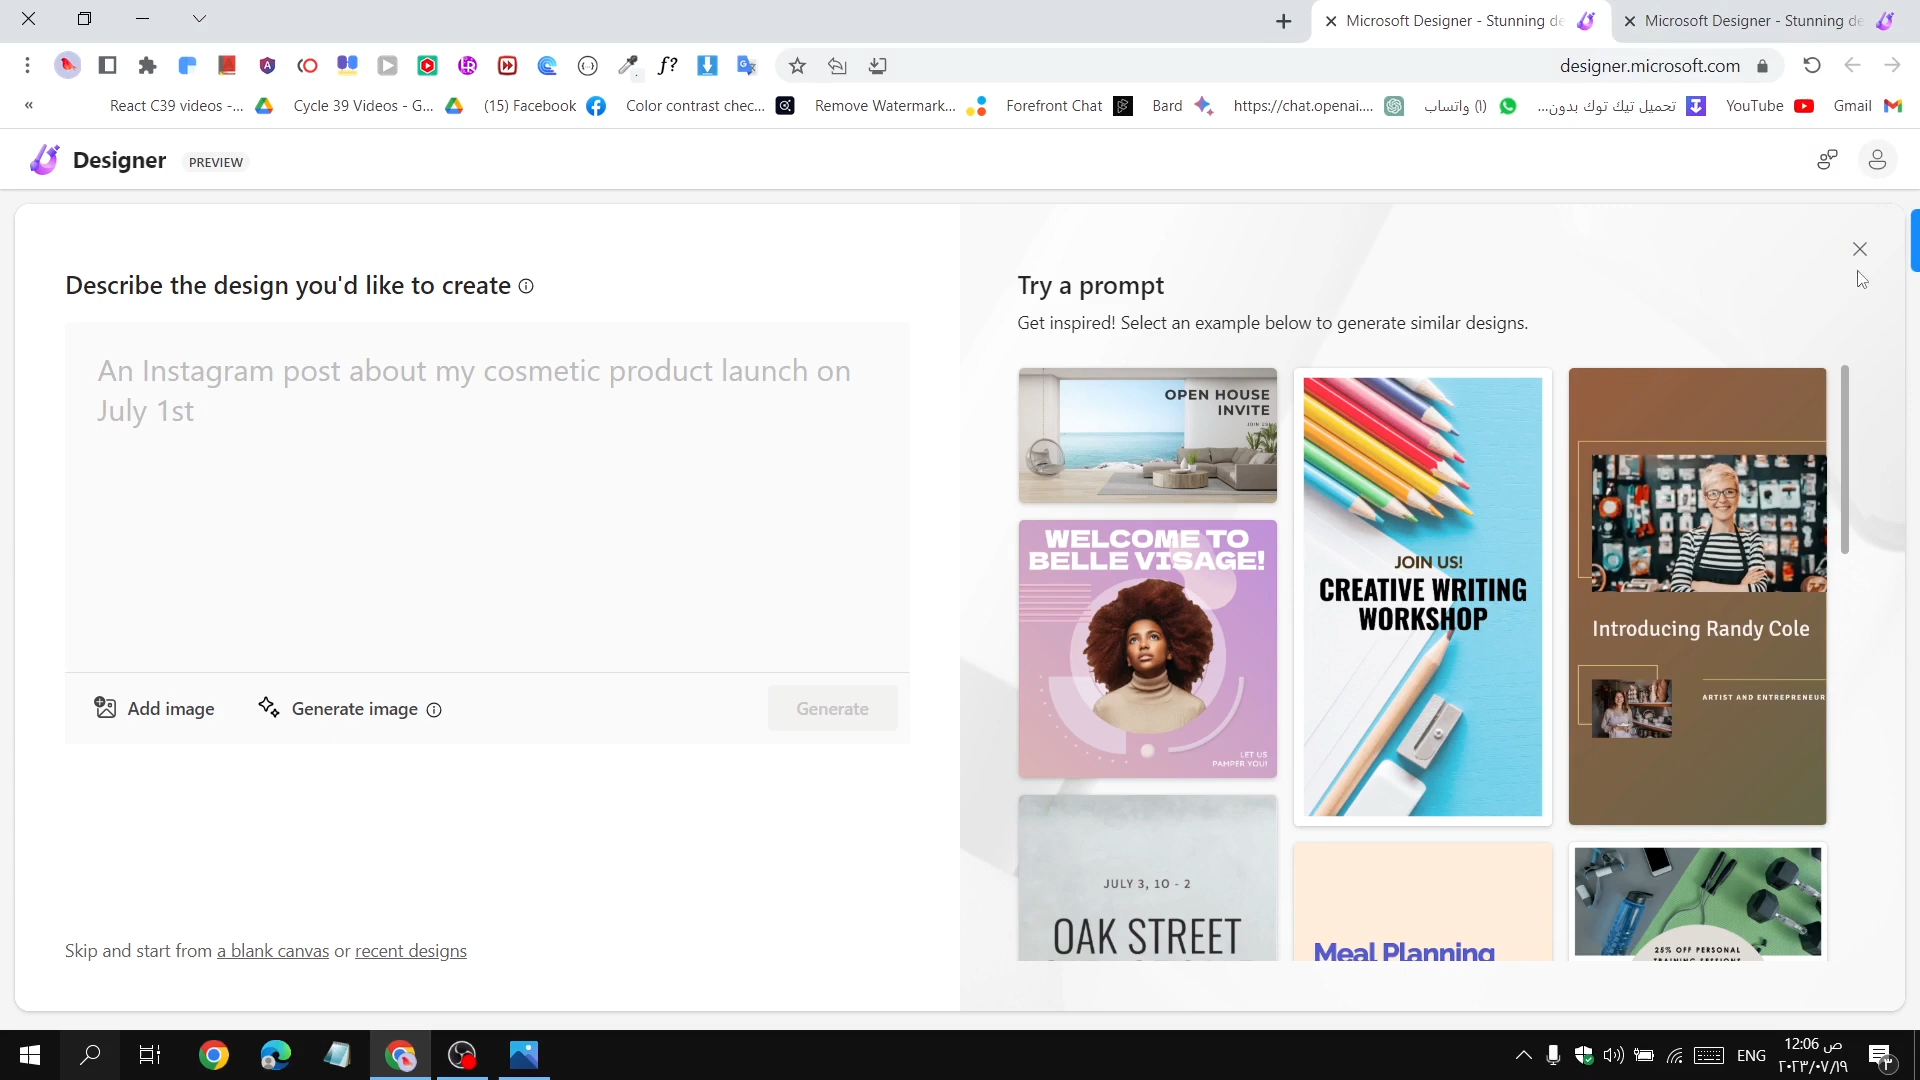 Microsoft Designer - Stunning de
Microsoft Designer - Stunning de
designer.microsoft.com
React C39 videos -...
Cycle 39 Videos - G...
(15) Facebook
Color contrast chec...
Remove Watermark...
Forefront Chat
Bard
https://chat.openai....
(١) واتساب
تحميل تيك توك بدون...
YouTube
Gmail
Designer
PREVIEW
Describe the design you'd like to create
An Instagram post about my cosmetic product launch on
July 1st
Add image
Generate image
Generate
Skip and start from a blank canvas or recent designs
Try a prompt
Get inspired! Select an example below to generate similar designs.
OPEN HOUSE
INVITE
WELCOME TO
BELLE VISAGE!
LET US
PAMPER YOU!
JULY 3, 10 - 2
OAK STREET
JOIN US!
CREATIVE WRITING
WORKSHOP
Meal Planning
Introducing Randy Cole
ARTIST AND ENTREPRENEUR
25% OFF PERSONAL
TRAINING SESSIONS
ENG
12:06 ص
٢٠٢٣/٠٧/١٩
٣